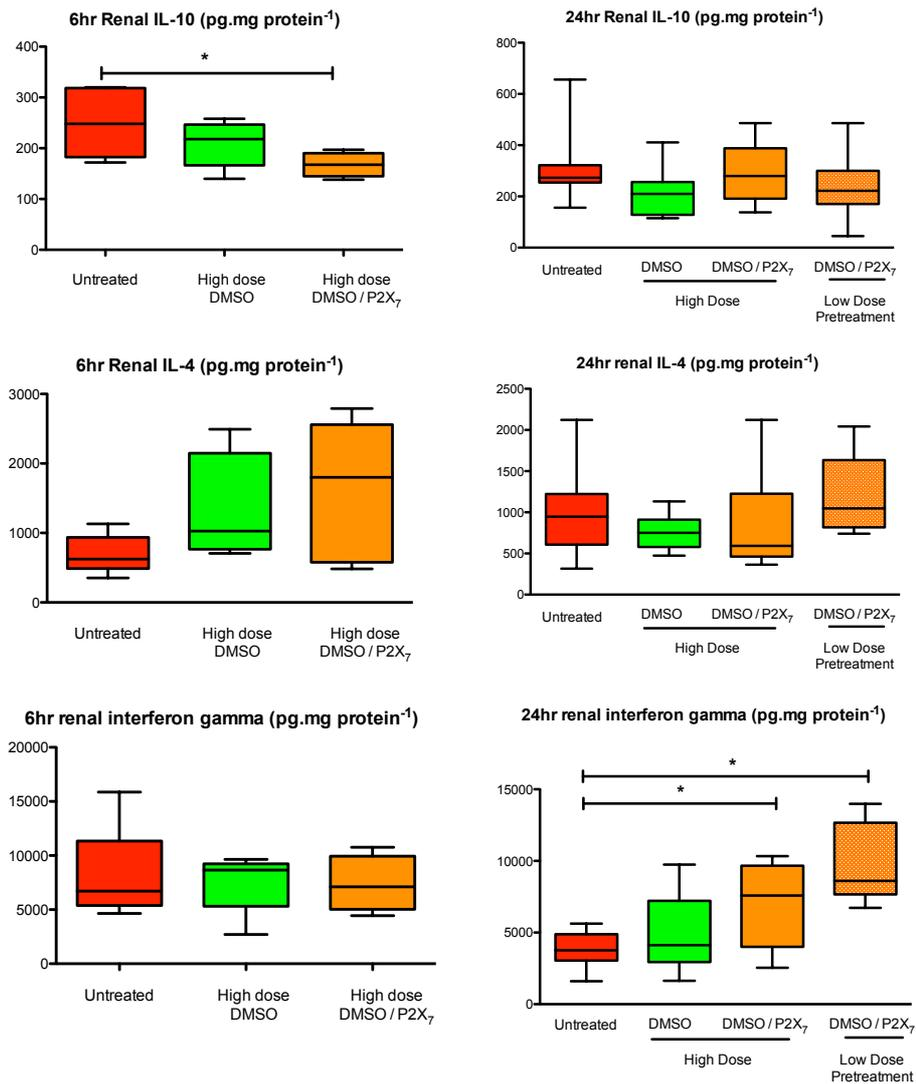 6hr Renal IL-10 (pg.mg protein-1)
400
300
200
100
0
*
Untreated
High dose
DMSO
High dose
DMSO / P2X7
24hr Renal IL-10 (pg.mg protein-1)
800
600
400
200
0
Untreated
DMSO
DMSO / P2X7
DMSO / P2X7
High Dose
Low Dose
Pretreatment
6hr Renal IL-4 (pg.mg protein-1)
3000
2000
1000
0
Untreated
High dose
DMSO
High dose
DMSO / P2X7
24hr renal IL-4 (pg.mg protein-1)
2500
2000
1500
1000
500
0
Untreated
DMSO
DMSO / P2X7
DMSO / P2X7
High Dose
Low Dose
Pretreatment
6hr renal interferon gamma (pg.mg protein-1)
20000
15000
10000
5000
0
Untreated
High dose
DMSO
High dose
DMSO / P2X7
24hr renal interferon gamma (pg.mg protein-1)
*
*
15000
10000
5000
0
Untreated
DMSO
DMSO / P2X7
DMSO / P2X7
High Dose
Low Dose
Pretreatment